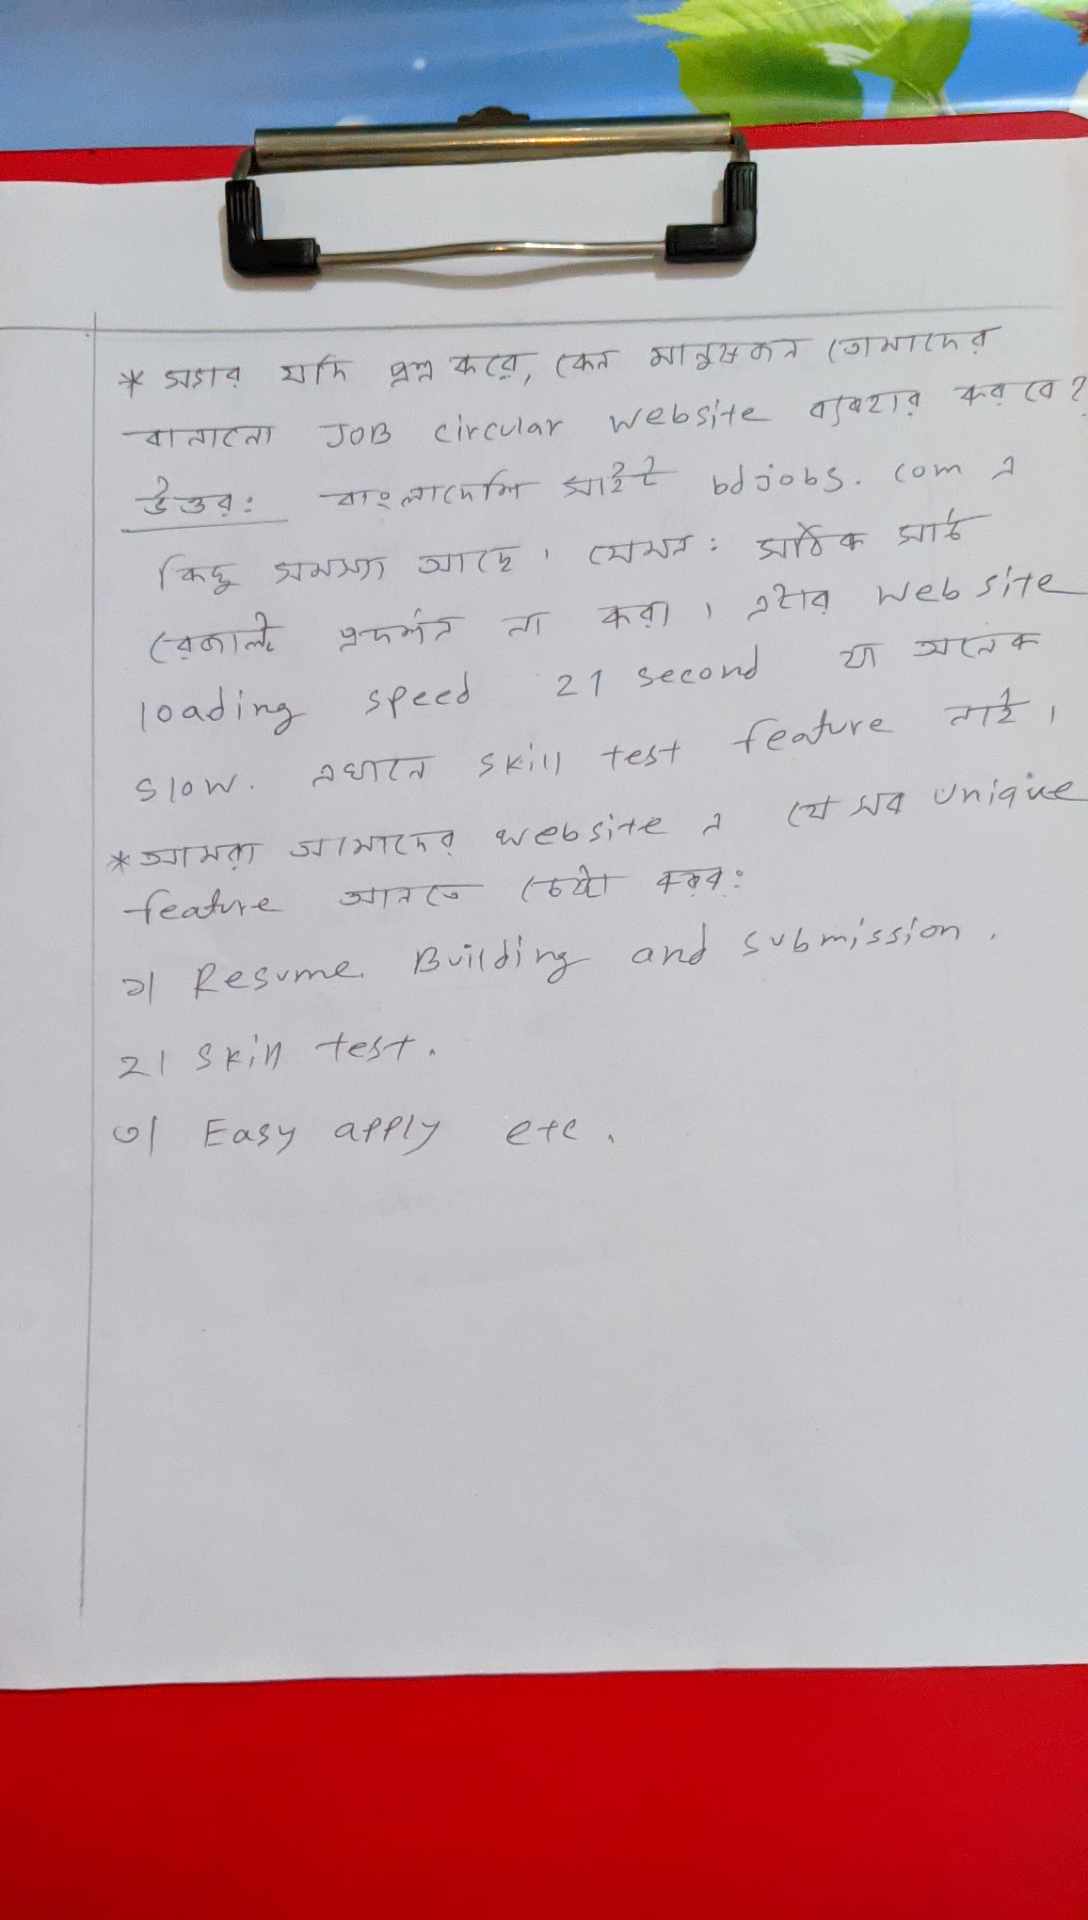 * স্যার যদি প্রশ্ন করে, কেন মানুষজন তোমাদের
বানানো JOB circular website ব্যবহার করবে?
উত্তর: বাংলাদেশি সাইট bdjobs.com এ
কিছু সমস্যা আছে। যেমন: সঠিক সার্চ
রেজাল্ট প্রদর্শন না করা। এটার website
loading speed 21 second যা অনেক
slow. এখানে skill test feature নাই।
* আমরা আমাদের website এ যে সব unique
feature আনতে চেষ্টা করব:
১। Resume Building and submission.
২। Skill test.
৩। Easy apply etc.